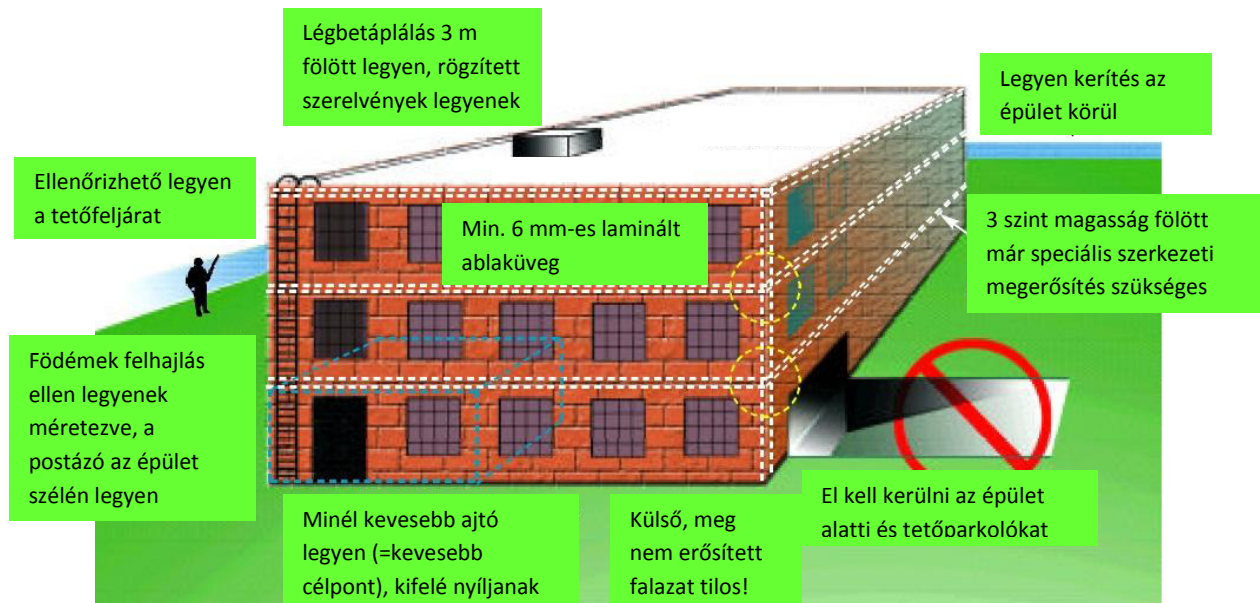 Légbetáplálás 3 m
fölött legyen, rögzített
szerelvények legyenek
Legyen kerítés az
épület körül
Ellenőrizhető legyen
a tetőfeljárat
Min. 6 mm-es laminált
ablaküveg
3 szint magasság fölött
már speciális szerkezeti
megerősítés szükséges
Födémek felhajlás
ellen legyenek
méretezve, a
postázó az épület
szélén legyen
Minél kevesebb ajtó
legyen (=kevesebb
célpont), kifelé nyíljanak
Külső, meg
nem erősített
falazat tilos!
El kell kerülni az épület
alatti és tetőparkolókat